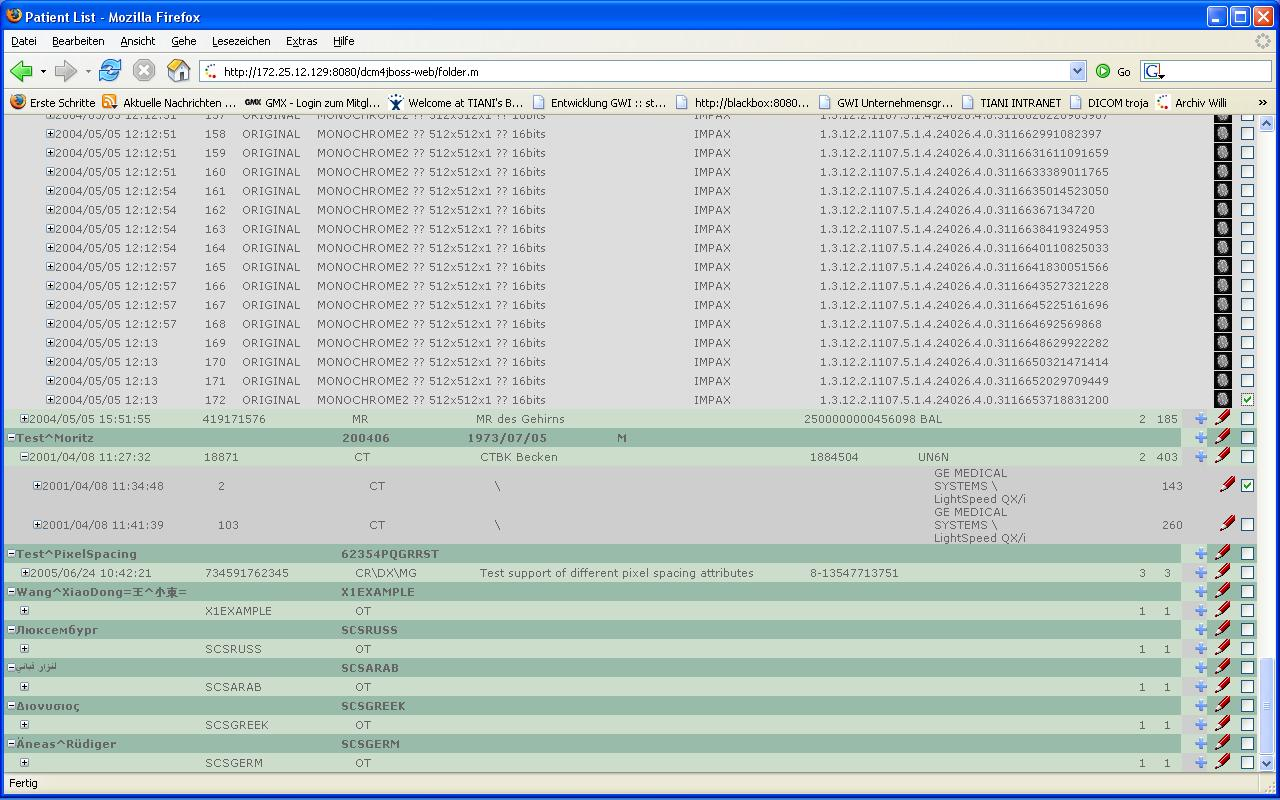 Patient List - Mozilla Firefox
Datei Bearbeiten Ansicht Gehe Lesezeichen Extras Hilfe
http://172.25.12.129:8080/dcm4jboss-web/folder.m Go G
Erste Schritte Aktuelle Nachrichten ... GMX GMX - Login zum Mitgl... Welcome at TIANI's B... Entwicklung GWI :: st... http://blackbox:8080... GWI Unternehmensgr... TIANI INTRANET DICOM troja Archiv Willi »
2004/05/05 12:12:51 158 ORIGINAL MONOCHROME2 ?? 512x512x1 ?? 16bits IMPAX 1.3.12.2.1107.5.1.4.24026.4.0.311662991082397
2004/05/05 12:12:51 159 ORIGINAL MONOCHROME2 ?? 512x512x1 ?? 16bits IMPAX 1.3.12.2.1107.5.1.4.24026.4.0.3116631611091659
2004/05/05 12:12:51 160 ORIGINAL MONOCHROME2 ?? 512x512x1 ?? 16bits IMPAX 1.3.12.2.1107.5.1.4.24026.4.0.3116633389011765
2004/05/05 12:12:54 161 ORIGINAL MONOCHROME2 ?? 512x512x1 ?? 16bits IMPAX 1.3.12.2.1107.5.1.4.24026.4.0.3116635014523050
2004/05/05 12:12:54 162 ORIGINAL MONOCHROME2 ?? 512x512x1 ?? 16bits IMPAX 1.3.12.2.1107.5.1.4.24026.4.0.31166367134720
2004/05/05 12:12:54 163 ORIGINAL MONOCHROME2 ?? 512x512x1 ?? 16bits IMPAX 1.3.12.2.1107.5.1.4.24026.4.0.3116638419324953
2004/05/05 12:12:54 164 ORIGINAL MONOCHROME2 ?? 512x512x1 ?? 16bits IMPAX 1.3.12.2.1107.5.1.4.24026.4.0.3116640110825033
2004/05/05 12:12:57 165 ORIGINAL MONOCHROME2 ?? 512x512x1 ?? 16bits IMPAX 1.3.12.2.1107.5.1.4.24026.4.0.3116641830051566
2004/05/05 12:12:57 166 ORIGINAL MONOCHROME2 ?? 512x512x1 ?? 16bits IMPAX 1.3.12.2.1107.5.1.4.24026.4.0.3116643527321228
2004/05/05 12:12:57 167 ORIGINAL MONOCHROME2 ?? 512x512x1 ?? 16bits IMPAX 1.3.12.2.1107.5.1.4.24026.4.0.3116645225161696
2004/05/05 12:12:57 168 ORIGINAL MONOCHROME2 ?? 512x512x1 ?? 16bits IMPAX 1.3.12.2.1107.5.1.4.24026.4.0.311664692569868
2004/05/05 12:13 169 ORIGINAL MONOCHROME2 ?? 512x512x1 ?? 16bits IMPAX 1.3.12.2.1107.5.1.4.24026.4.0.3116648629922282
2004/05/05 12:13 170 ORIGINAL MONOCHROME2 ?? 512x512x1 ?? 16bits IMPAX 1.3.12.2.1107.5.1.4.24026.4.0.3116650321471414
2004/05/05 12:13 171 ORIGINAL MONOCHROME2 ?? 512x512x1 ?? 16bits IMPAX 1.3.12.2.1107.5.1.4.24026.4.0.3116652029709449
2004/05/05 12:13 172 ORIGINAL MONOCHROME2 ?? 512x512x1 ?? 16bits IMPAX 1.3.12.2.1107.5.1.4.24026.4.0.3116653718831200
2004/05/05 15:51:55 419171576 MR MR des Gehirns 2500000000456098 BAL 2 185
Test^Moritz 200406 1973/07/05 M
2001/04/08 11:27:32 18871 CT CTBK Becken 1884504 UN6N 2 403
GE MEDICAL
2001/04/08 11:34:48 2 CT \ SYSTEMS \ 143
LightSpeed QX/i
GE MEDICAL
2001/04/08 11:41:39 103 CT \ SYSTEMS \ 260
LightSpeed QX/i
Test^PixelSpacing 62354PQGRRST
2005/06/24 10:42:21 734591762345 CR\DX\MG Test support of different pixel spacing attributes 8-13547713751 3 3
Wang^XiaoDong=王^小東= X1EXAMPLE
X1EXAMPLE OT 1 1
Люксембург SCSRUSS
SCSRUSS OT 1 1
لنزار قباني SCSARAB
SCSARAB OT 1 1
Διονυσιος SCSGREEK
SCSGREEK OT 1 1
Äneas^Rüdiger SCSGERM
SCSGERM OT 1 1
Fertig